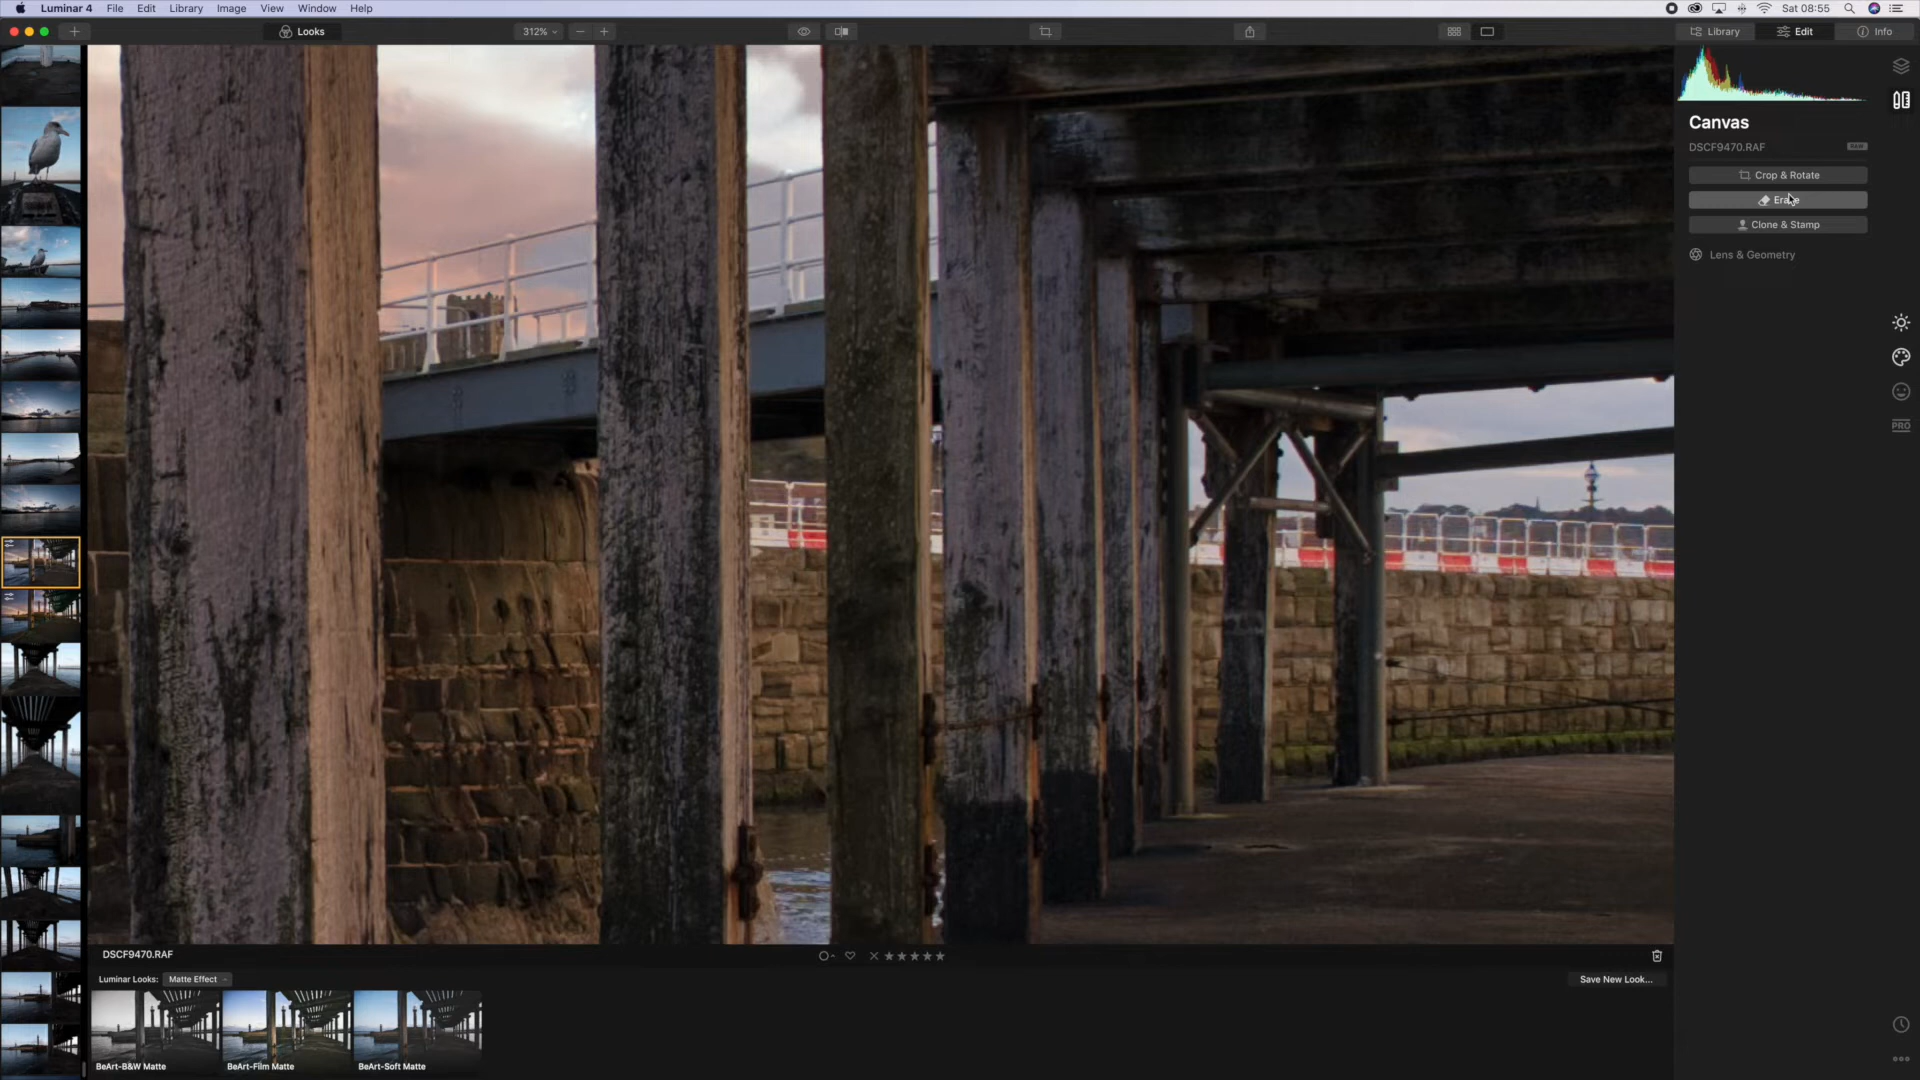 Luminar 4 File Edit Library Image View Window Help Sat 08:55
Looks 312% Library Edit Info
Canvas
DSCF9470.RAF RAW
Crop & Rotate
Erase
Clone & Stamp
Lens & Geometry
PRO
DSCF9470.RAF
Luminar Looks: Matte Effect Save New Look...
BeArt-B&W Matte BeArt-Film Matte BeArt-Soft Matte